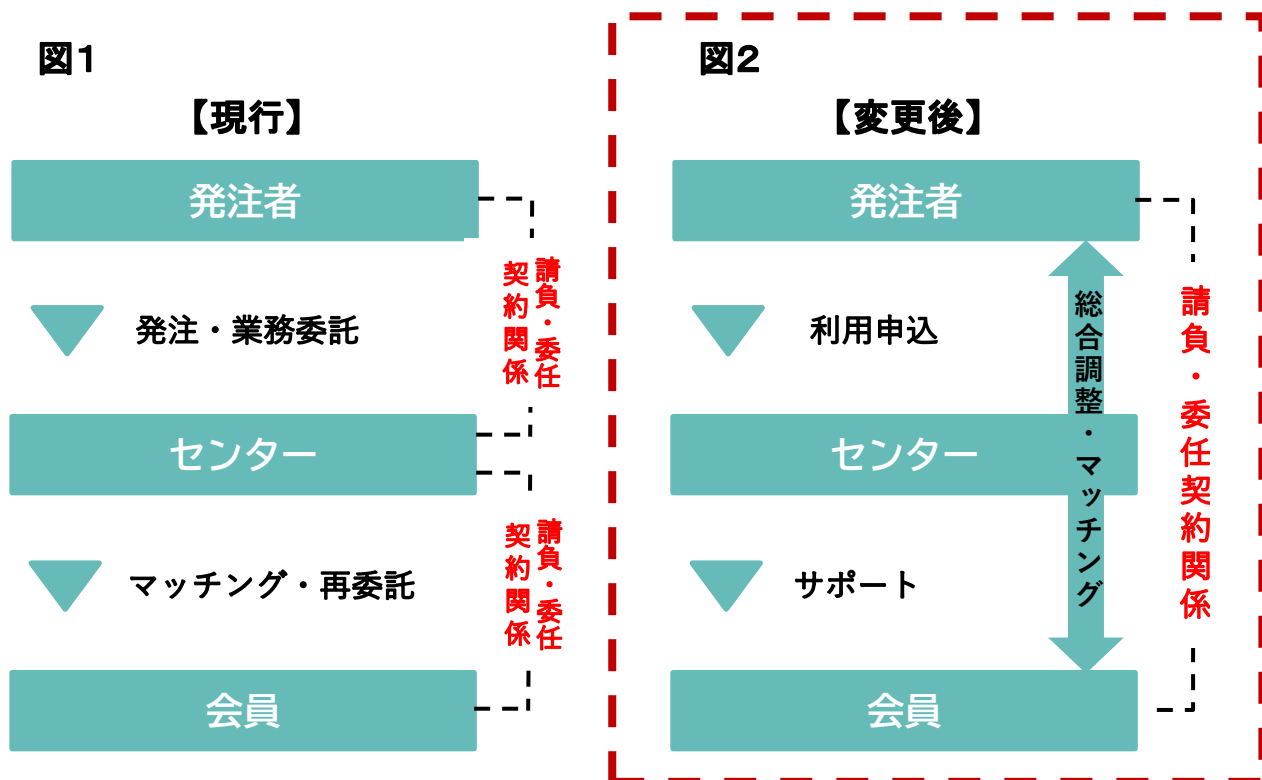 図1
【現行】
発注者
発注・業務委託
請負・委任
契約関係
センター
マッチング・再委託
請負・委任
契約関係
会員
図2
【変更後】
発注者
利用申込
総合調整・マッチング
請負・委任契約関係
センター
サポート
会員